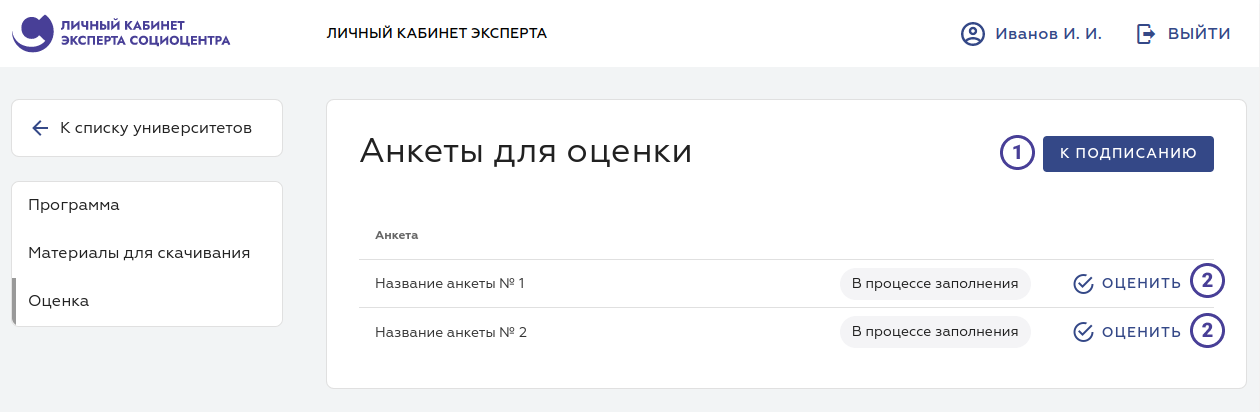 ЛИЧНЫЙ КАБИНЕТ
ЭКСПЕРТА СОЦИОЦЕНТРА
ЛИЧНЫЙ КАБИНЕТ ЭКСПЕРТА
Иванов И. И.
ВЫЙТИ
К списку университетов
Программа
Материалы для скачивания
Оценка
Анкеты для оценки
1
К ПОДПИСАНИЮ
Анкета
Название анкеты № 1
В процессе заполнения
ОЦЕНИТЬ
2
Название анкеты № 2
В процессе заполнения
ОЦЕНИТЬ
2